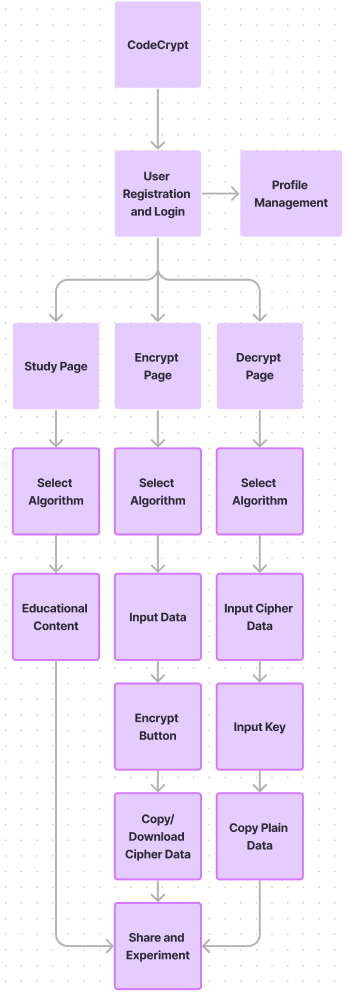 CodeCrypt
User
Registration
and Login
Profile
Management
Study Page
Encrypt
Page
Decrypt
Page
Select
Algorithm
Select
Algorithm
Select
Algorithm
Educational
Content
Input Data
Input Cipher
Data
Encrypt
Button
Input Key
Copy/
Download
Cipher Data
Copy Plain
Data
Share and
Experiment